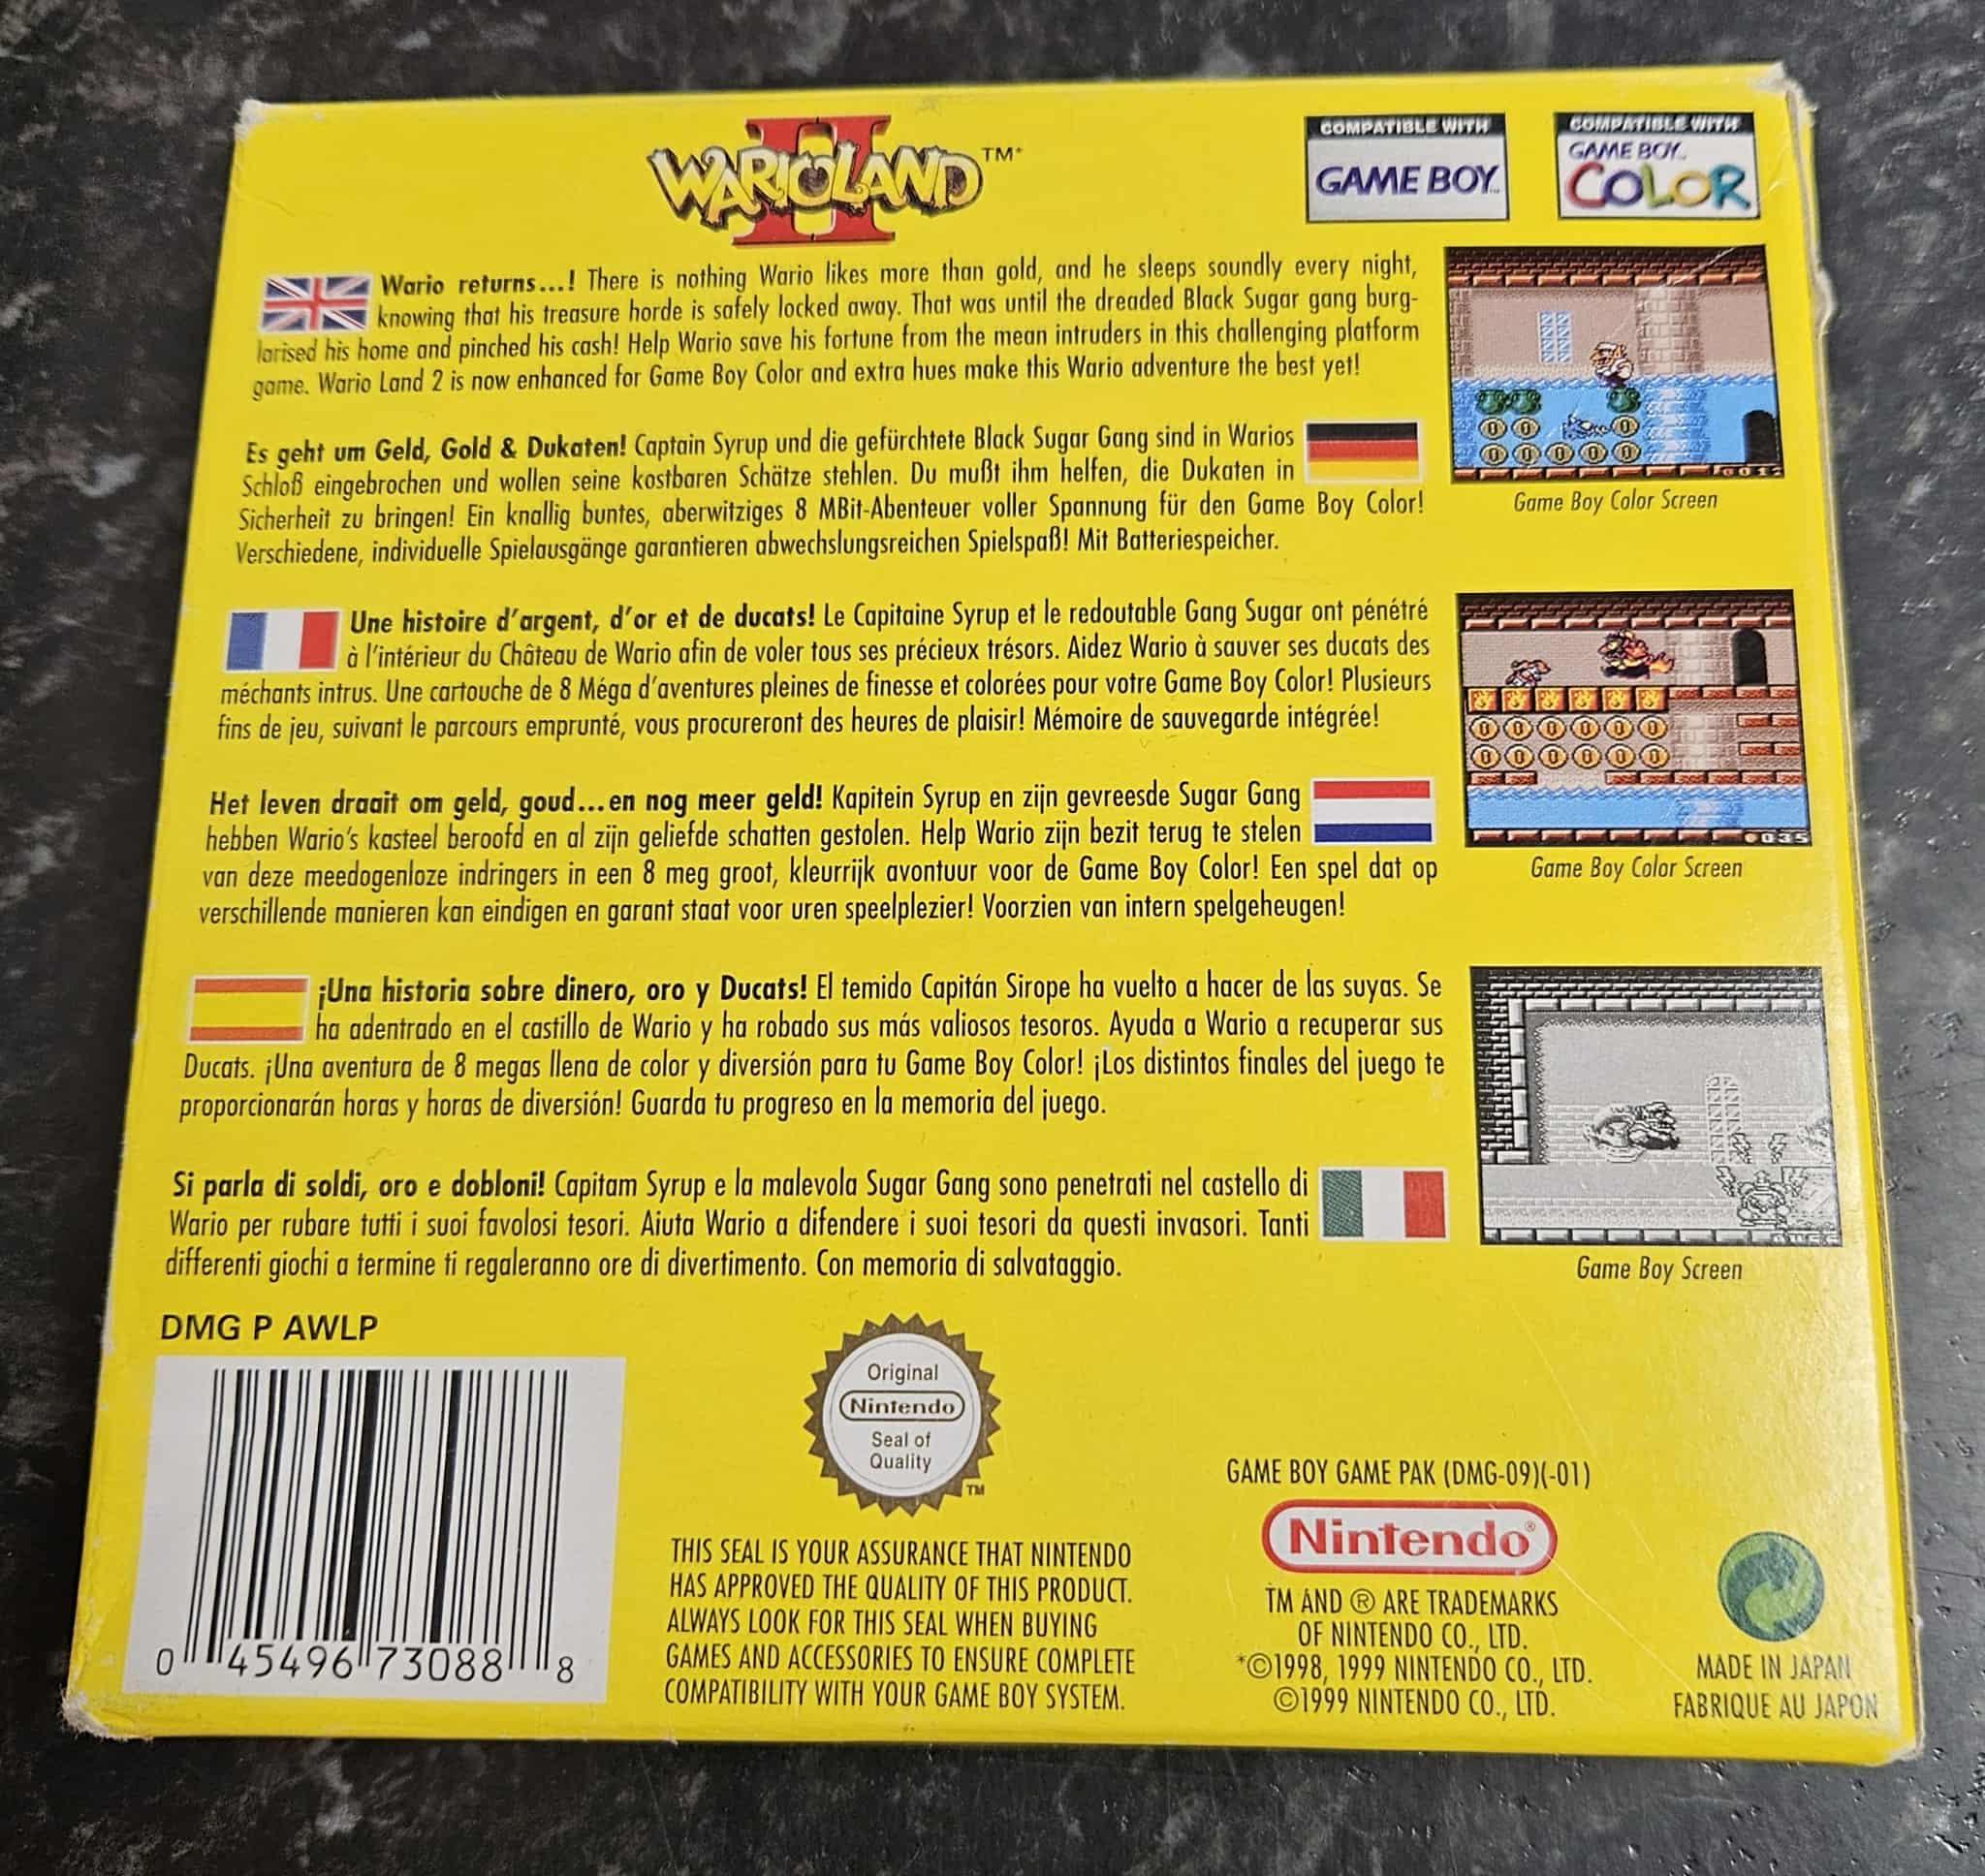 WARIOLAND II ™*
COMPATIBLE WITH
GAME BOY™
COMPATIBLE WITH
GAME BOY™
COLOR
Wario returns...! There is nothing Wario likes more than gold, and he sleeps soundly every night,
knowing that his treasure horde is safely locked away. That was until the dreaded Black Sugar gang burg-
larised his home and pinched his cash! Help Wario save his fortune from the mean intruders in this challenging platform
game. Wario Land 2 is now enhanced for Game Boy Color and extra hues make this Wario adventure the best yet!
Game Boy Color Screen
Es geht um Geld, Gold & Dukaten! Captain Syrup und die gefürchtete Black Sugar Gang sind in Warios
Schloß eingebrochen und wollen seine kostbaren Schätze stehlen. Du mußt ihm helfen, die Dukaten in
Sicherheit zu bringen! Ein knallig buntes, aberwitziges 8 MBit-Abenteuer voller Spannung für den Game Boy Color!
Verschiedene, individuelle Spielausgänge garantieren abwechslungsreichen Spielspaß! Mit Batteriespeicher.
Une histoire d'argent, d'or et de ducats! Le Capitaine Syrup et le redoutable Gang Sugar ont pénétré
à l'intérieur du Château de Wario afin de voler tous ses précieux trésors. Aidez Wario à sauver ses ducats des
méchants intrus. Une cartouche de 8 Méga d'aventures pleines de finesse et colorées pour votre Game Boy Color! Plusieurs
fins de jeu, suivant le parcours emprunté, vous procureront des heures de plaisir! Mémoire de sauvegarde intégrée!
035
Game Boy Color Screen
Het leven draait om geld, goud...en nog meer geld! Kapitein Syrup en zijn gevreesde Sugar Gang
hebben Wario's kasteel beroofd en al zijn geliefde schatten gestolen. Help Wario zijn bezit terug te stelen
van deze meedogenloze indringers in een 8 meg groot, kleurrijk avontuur voor de Game Boy Color! Een spel dat op
verschillende manieren kan eindigen en garant staat voor uren speelplezier! Voorzien van intern spelgeheugen!
¡Una historia sobre dinero, oro y Ducats! El temido Capitán Sirope ha vuelto a hacer de las suyas. Se
ha adentrado en el castillo de Wario y ha robado sus más valiosos tesoros. Ayuda a Wario a recuperar sus
Ducats. ¡Una aventura de 8 megas llena de color y diversión para tu Game Boy Color! ¡Los distintos finales del juego te
proporcionarán horas y horas de diversión! Guarda tu progreso en la memoria del juego.
Si parla di soldi, oro e dobloni! Capitam Syrup e la malevola Sugar Gang sono penetrati nel castello di
Wario per rubare tutti i suoi favolosi tesori. Aiuta Wario a difendere i suoi tesori da questi invasori. Tanti
differenti giochi a termine ti regaleranno ore di divertimento. Con memoria di salvataggio.
Game Boy Screen
DMG P AWLP
0 45496 73088 8
Original
Nintendo
Seal of
Quality
TM
THIS SEAL IS YOUR ASSURANCE THAT NINTENDO
HAS APPROVED THE QUALITY OF THIS PRODUCT.
ALWAYS LOOK FOR THIS SEAL WHEN BUYING
GAMES AND ACCESSORIES TO ENSURE COMPLETE
COMPATIBILITY WITH YOUR GAME BOY SYSTEM.
GAME BOY GAME PAK (DMG-09)(-01)
Nintendo®
TM AND ® ARE TRADEMARKS
OF NINTENDO CO., LTD.
*©1998, 1999 NINTENDO CO., LTD.
©1999 NINTENDO CO., LTD.
MADE IN JAPAN
FABRIQUE AU JAPON